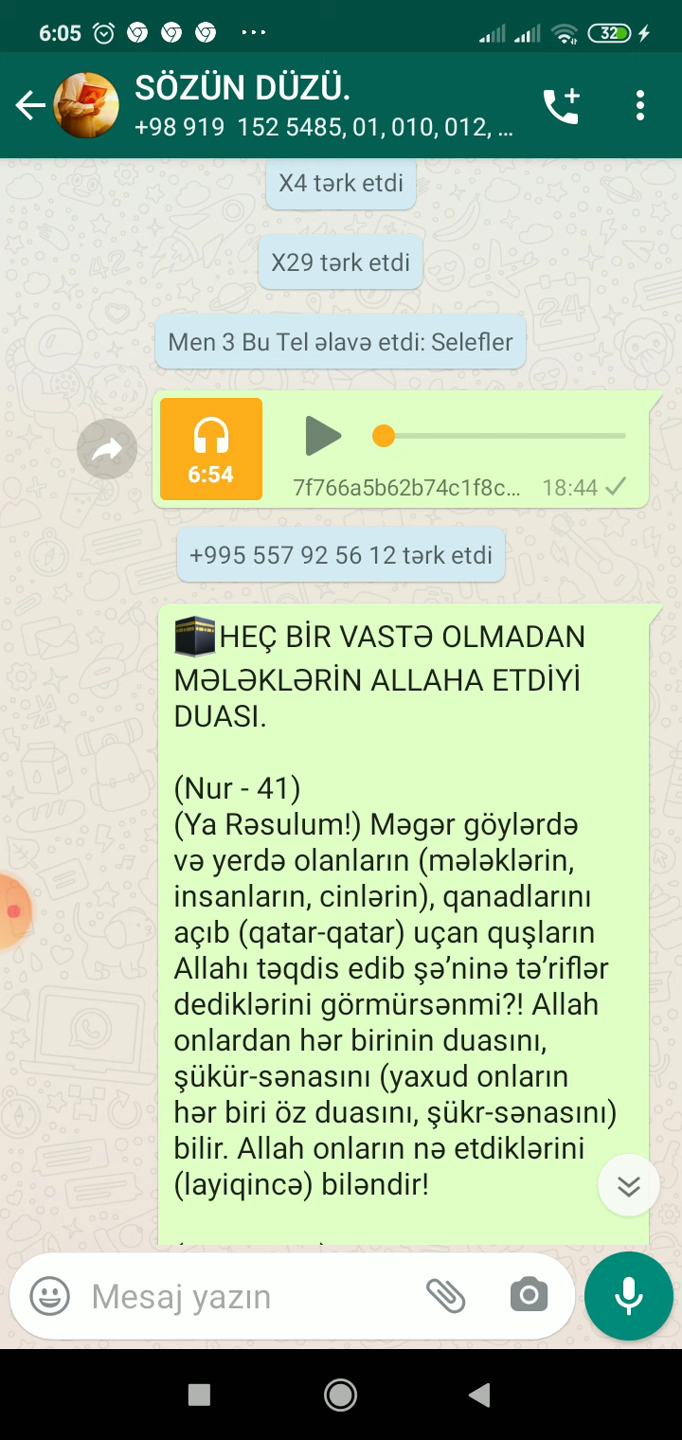 6:05 ... 32
SÖZÜN DÜZÜ.
+98 919 152 5485, 01, 010, 012, ...
X4 tərk etdi
X29 tərk etdi
Men 3 Bu Tel əlavə etdi: Selefler
6:54
7f766a5b62b74c1f8c... 18:44
+995 557 92 56 12 tərk etdi
🕋HEÇ BİR VASTƏ OLMADAN
MƏLƏKLƏRİN ALLAHA ETDİYİ
DUASI.
(Nur - 41)
(Ya Rəsulum!) Məgər göylərdə
və yerdə olanların (mələklərin,
insanların, cinlərin), qanadlarını
açıb (qatar-qatar) uçan quşların
Allahı təqdis edib şə’ninə tə’riflər
dediklərini görmürsənmi?! Allah
onlardan hər birinin duasını,
şükür-sənasını (yaxud onların
hər biri öz duasını, şükr-sənasını)
bilir. Allah onların nə etdiklərini
(layiqincə) biləndir!
Mesaj yazın